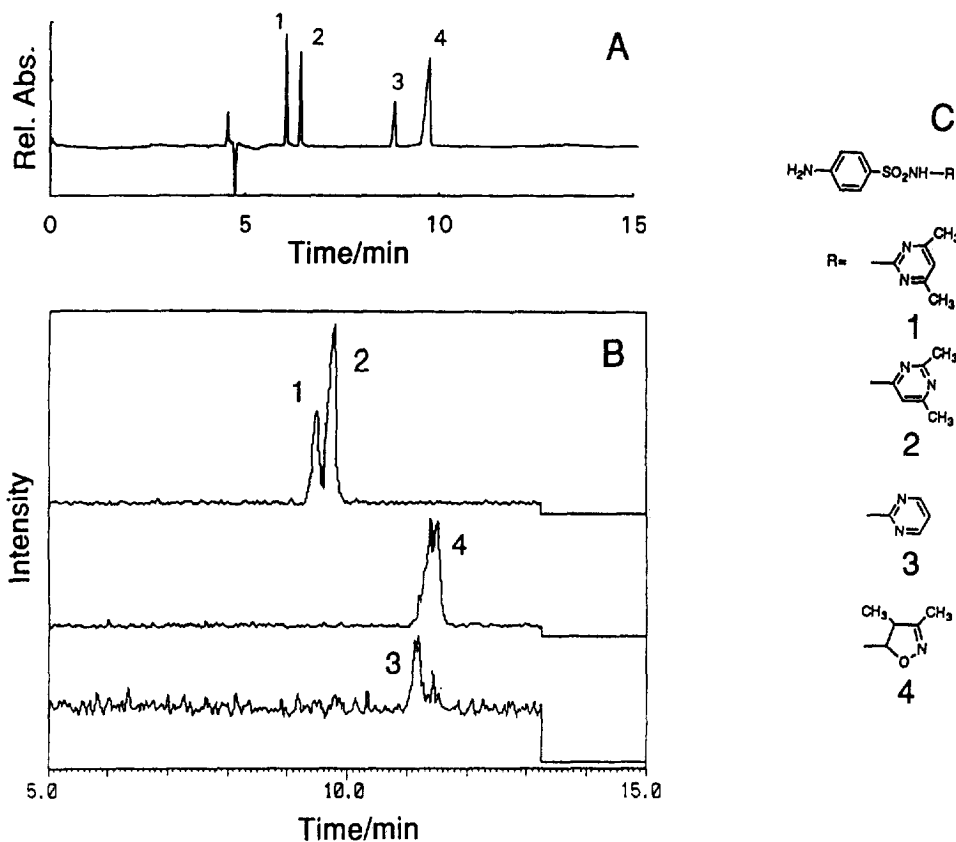 A
1
2
3
4
Rel. Abs.
0
5
10
15
Time/min
B
1
2
4
3
Intensity
5.0
10.0
15.0
Time/min
C
H₂N
SO₂NH
R
R=
N
N
CH₃
CH₃
1
N
N
CH₃
CH₃
2
N
N
3
CH₃
CH₃
N
O
4